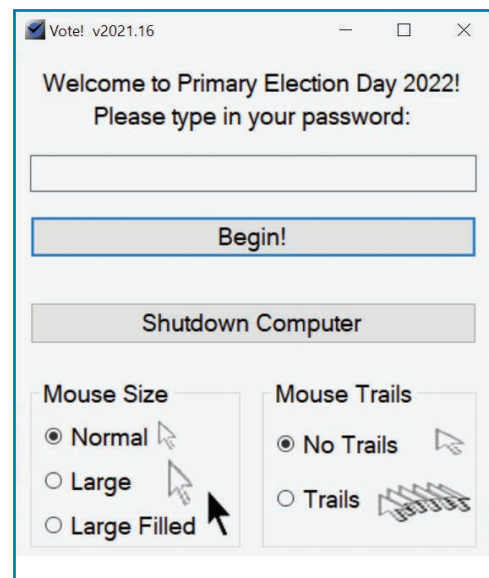 Vote! v2021.16
Welcome to Primary Election Day 2022!
Please type in your password:
Begin!
Shutdown Computer
Mouse Size
Normal
Large
Large Filled
Mouse Trails
No Trails
Trails